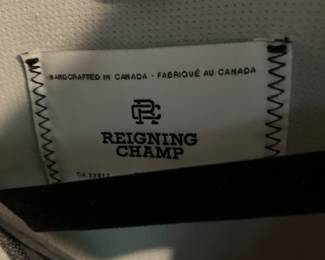 HANDCRAFTED IN CANADA · FABRIQUÉ AU CANADA
RC
REIGNING
CHAMP